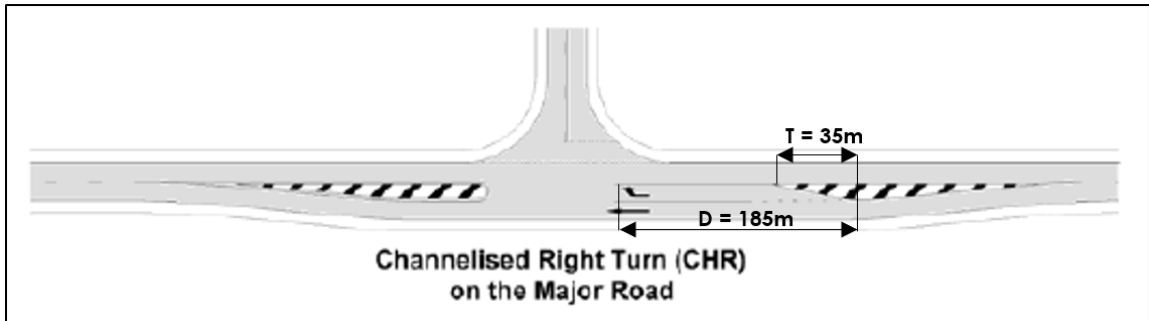 T = 35m
D = 185m
Channelised Right Turn (CHR)
on the Major Road